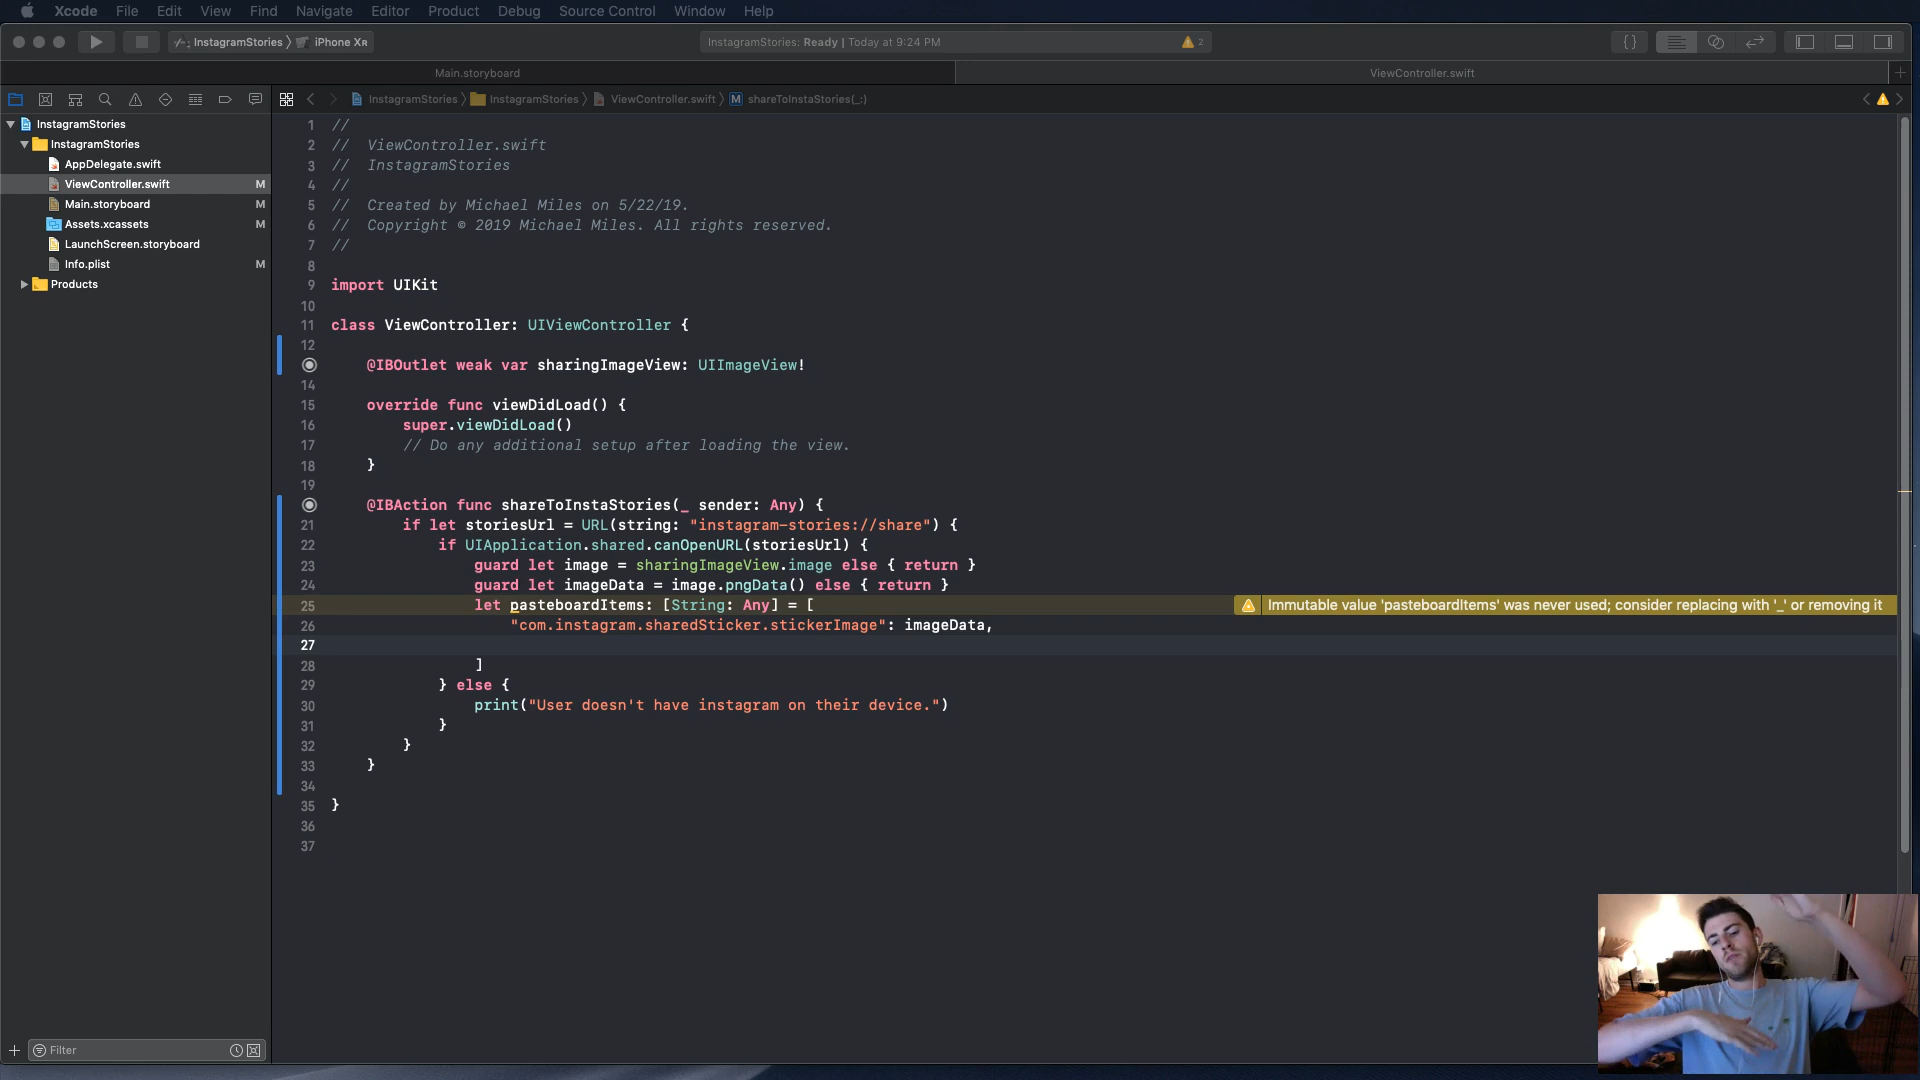 Xcode File Edit View Find Navigate Editor Product Debug Source Control Window Help
InstagramStories iPhone XR InstagramStories: Ready | Today at 9:24 PM 2
Main.storyboard ViewController.swift
InstagramStories InstagramStories ViewController.swift M shareToInstaStories(_:)
InstagramStories
InstagramStories
AppDelegate.swift
ViewController.swift M
Main.storyboard M
Assets.xcassets M
LaunchScreen.storyboard
Info.plist M
Products
1 //
2 // ViewController.swift
3 // InstagramStories
4 //
5 // Created by Michael Miles on 5/22/19.
6 // Copyright © 2019 Michael Miles. All rights reserved.
7 //
8
9 import UIKit
10
11 class ViewController: UIViewController {
12
@IBOutlet weak var sharingImageView: UIImageView!
14
15 override func viewDidLoad() {
16 super.viewDidLoad()
17 // Do any additional setup after loading the view.
18 }
19
@IBAction func shareToInstaStories(_ sender: Any) {
21 if let storiesUrl = URL(string: "instagram-stories://share") {
22 if UIApplication.shared.canOpenURL(storiesUrl) {
23 guard let image = sharingImageView.image else { return }
24 guard let imageData = image.pngData() else { return }
25 let pasteboardItems: [String: Any] = [ Immutable value 'pasteboardItems' was never used; consider replacing with '_' or removing it
26 "com.instagram.sharedSticker.stickerImage": imageData,
27
28 ]
29 } else {
30 print("User doesn't have instagram on their device.")
31 }
32 }
33 }
34
35 }
36
37
Filter